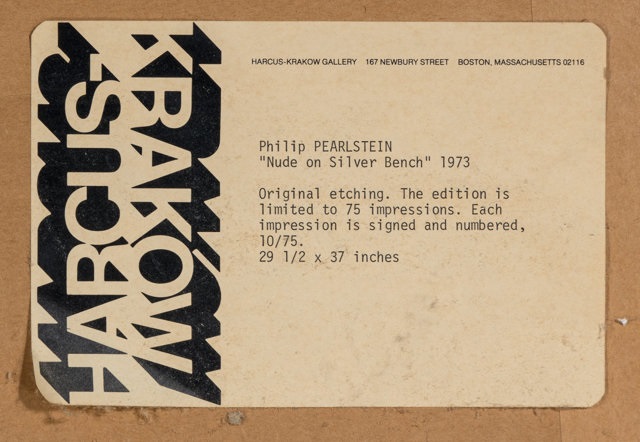 HARCUS-
KRAKOW
HARCUS-KRAKOW GALLERY 167 NEWBURY STREET BOSTON, MASSACHUSETTS 02116
Philip PEARLSTEIN
"Nude on Silver Bench" 1973
Original etching. The edition is
limited to 75 impressions. Each
impression is signed and numbered,
10/75.
29 1/2 x 37 inches